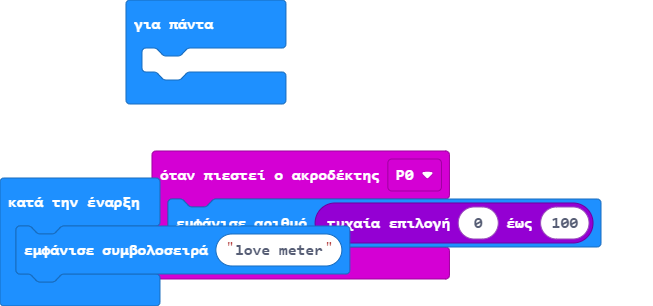 για πάντα
όταν πιεστεί ο ακροδέκτης P0
κατά την έναρξη
εμφάνισε αριθμό τυχαία επιλογή 0 έως 100
εμφάνισε συμβολοσειρά "love meter"